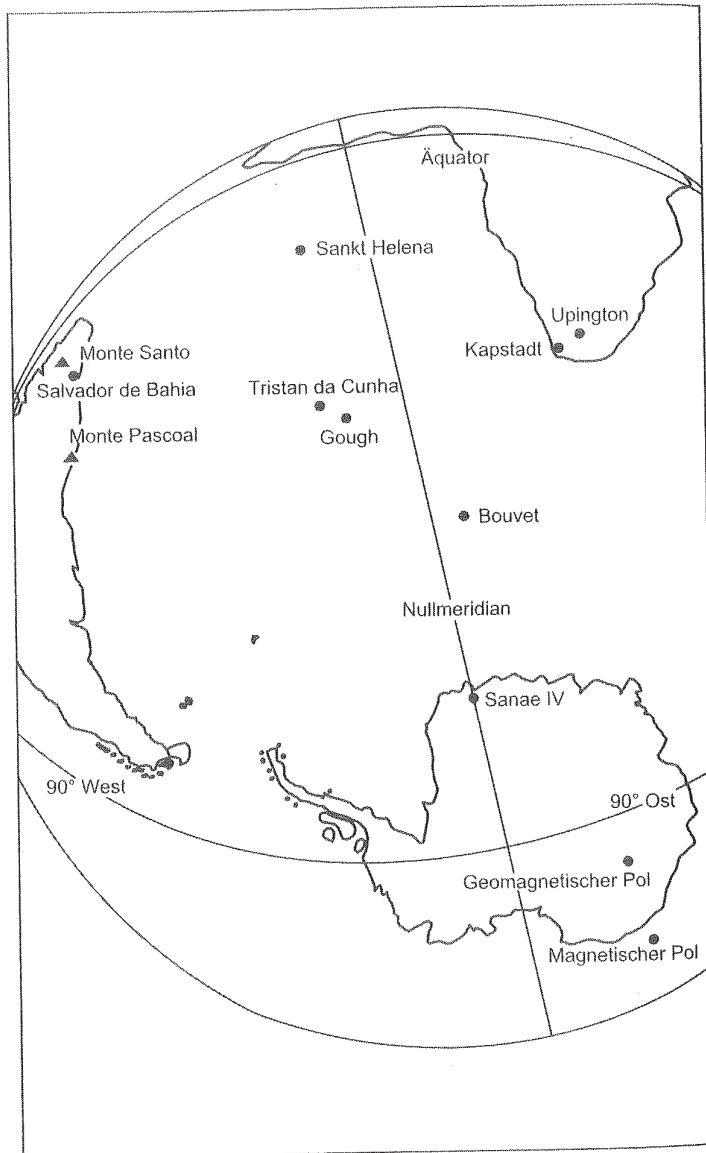 Äquator
Sankt Helena
Upington
Kapstadt
Monte Santo
Salvador de Bahia
Tristan da Cunha
Gough
Monte Pascoal
Bouvet
Nullmeridian
Sanae IV
90° West
90° Ost
Geomagnetischer Pol
Magnetischer Pol